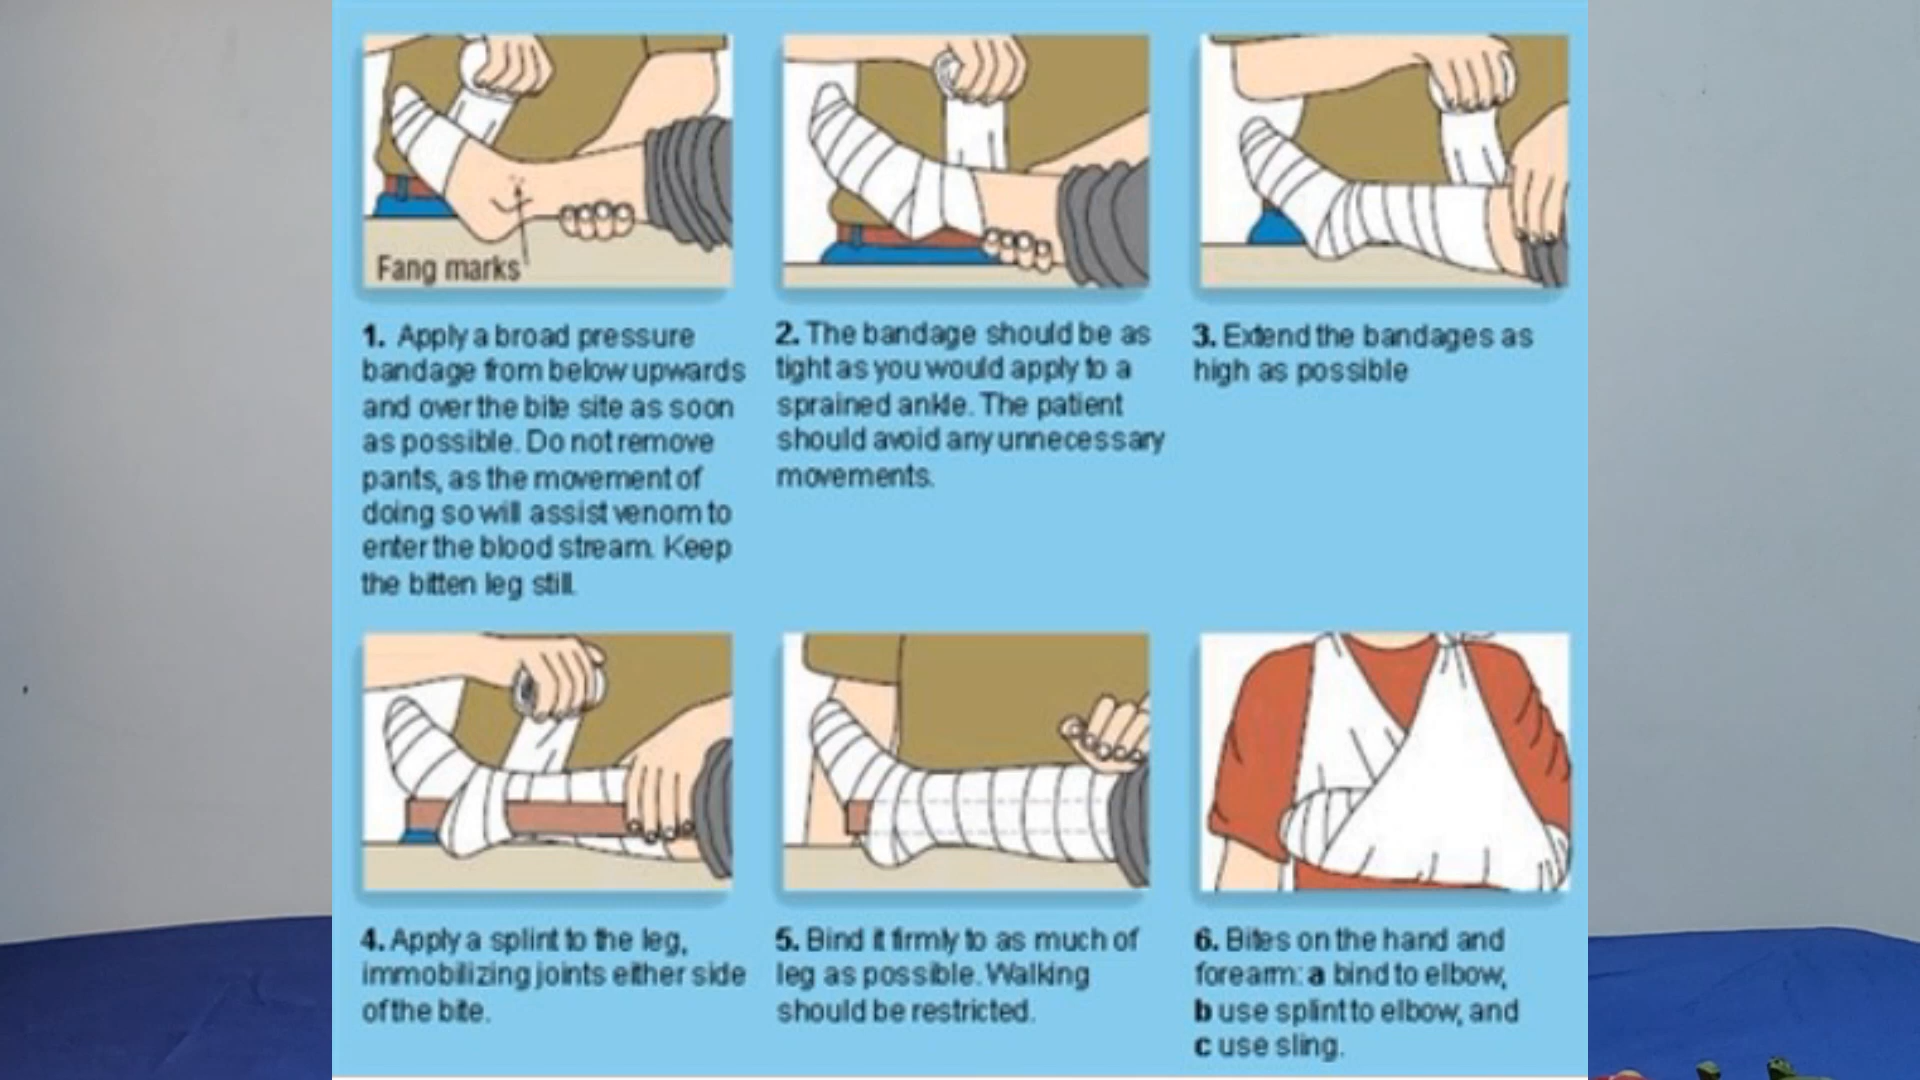 Fang marks
1. Apply a broad pressure
bandage from below upwards
and over the bite site as soon
as possible. Do not remove
pants, as the movement of
doing so will assist venom to
enter the blood stream. Keep
the bitten leg still.
2. The bandage should be as
tight as you would apply to a
sprained ankle. The patient
should avoid any unnecessary
movements.
3. Extend the bandages as
high as possible
4. Apply a splint to the leg,
immobilizing joints either side
of the bite.
5. Bind it firmly to as much of
leg as possible. Walking
should be restricted.
6. Bites on the hand and
forearm: a bind to elbow,
b use splint to elbow, and
c use sling.